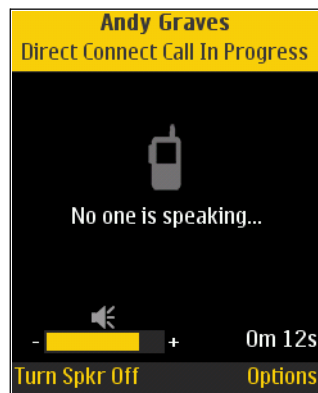 Andy Graves
Direct Connect Call In Progress
No one is speaking...
- +
0m 12s
Turn Spkr Off
Options